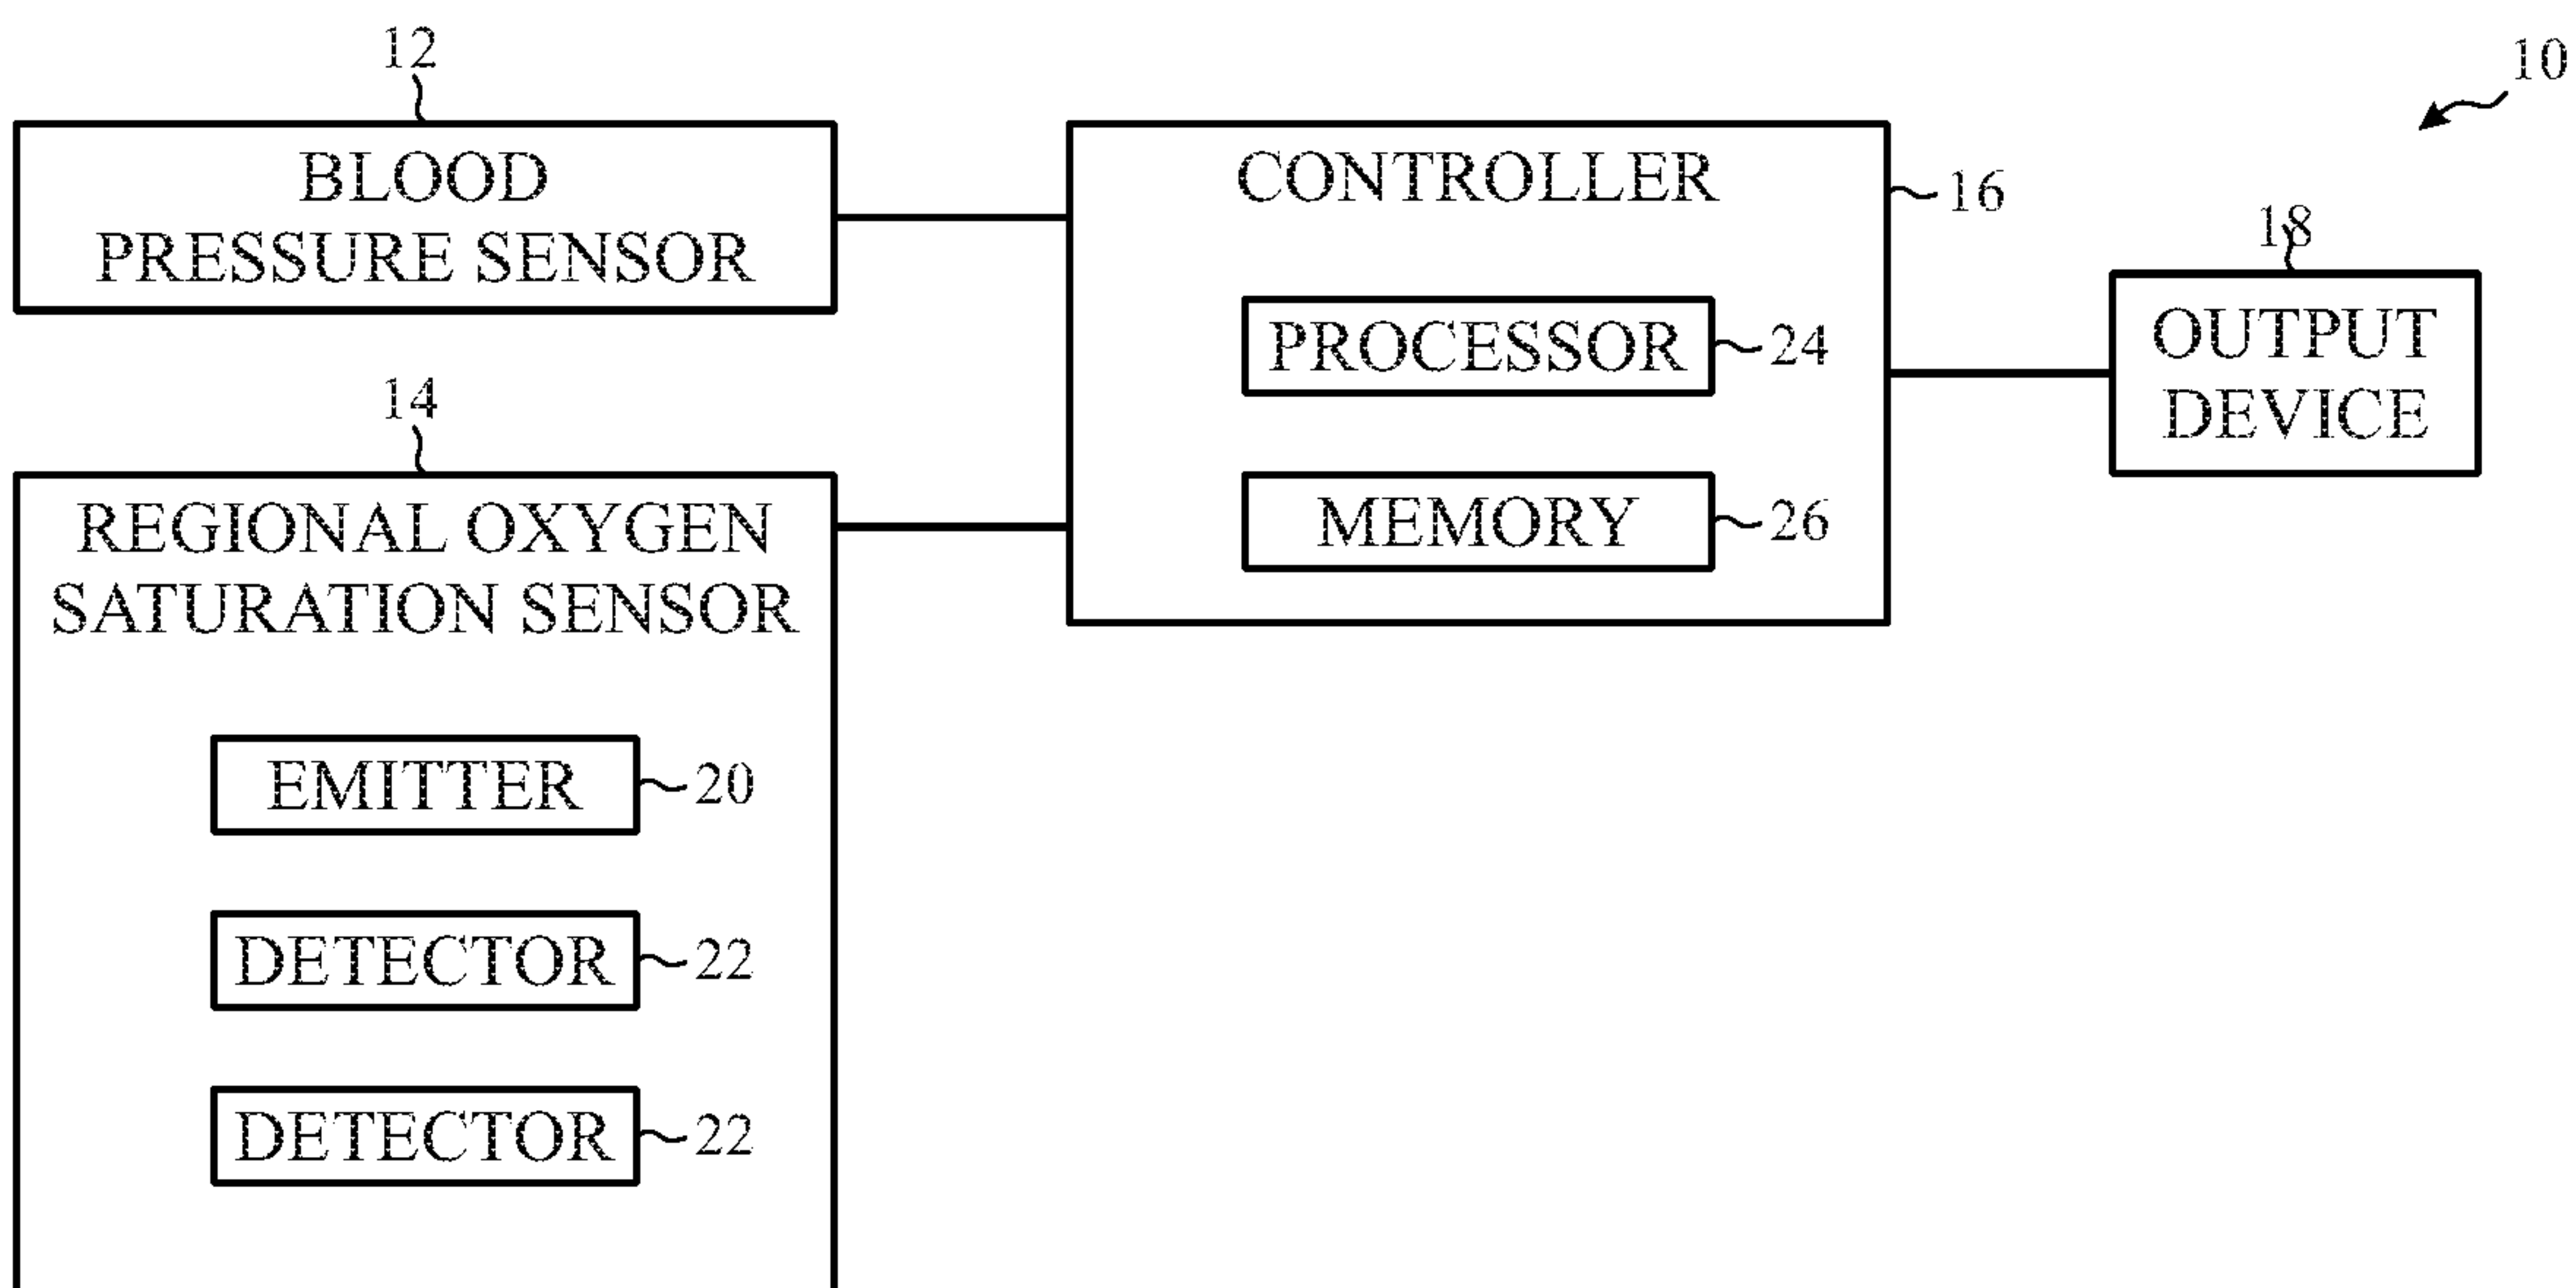 12
BLOOD
PRESSURE SENSOR
14
REGIONAL OXYGEN
SATURATION SENSOR
EMITTER 20
DETECTOR 22
DETECTOR 22
CONTROLLER
16
PROCESSOR 24
MEMORY 26
10
18
OUTPUT
DEVICE